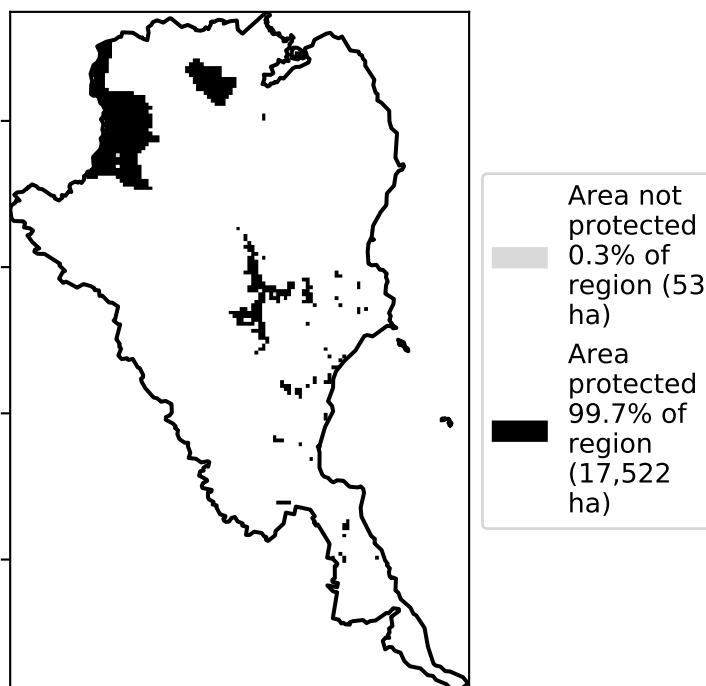 Area not
protected
0.3% of
region (53
ha)
Area
protected
99.7% of
region
(17,522
ha)